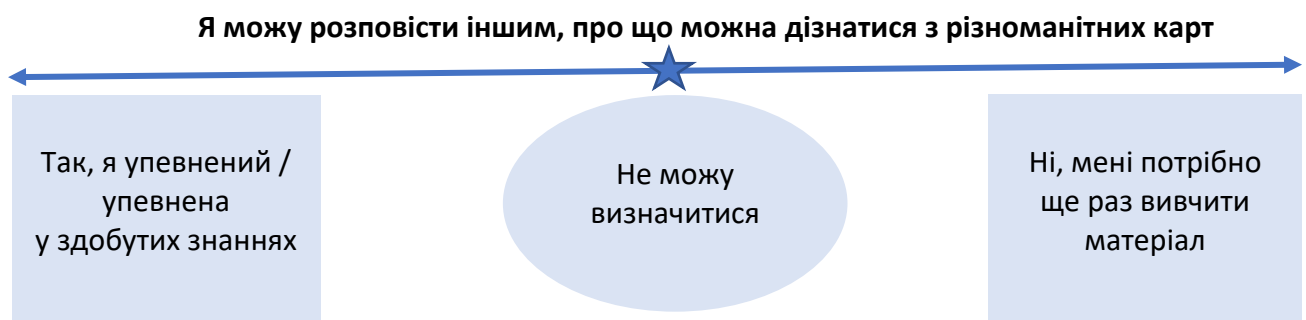 Я можу розповісти іншим, про що можна дізнатися з різноманітних карт
Так, я упевнений /
упевнена
у здобутих знаннях
Не можу
визначитися
Ні, мені потрібно
ще раз вивчити
матеріал